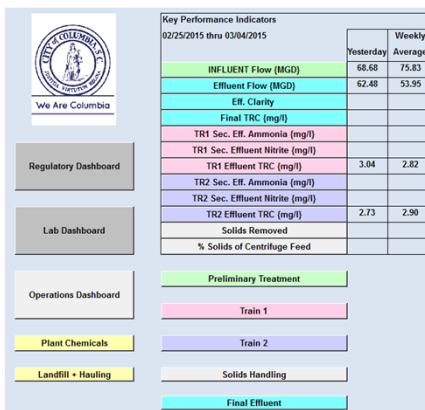 CITY OF COLUMBIA, S.C.
We Are Columbia
Key Performance Indicators
02/25/2015 thru 03/04/2015
Yesterday Weekly Average
INFLUENT Flow (MGD) 68.68 75.83
Effluent Flow (MGD) 62.48 53.95
Eff. Clarity
Final TRC (mg/l)
TR1 Sec. Eff. Ammonia (mg/l)
TR1 Sec. Effluent Nitrite (mg/l)
TR1 Effluent TRC (mg/l) 3.04 2.82
TR2 Sec. Eff. Ammonia (mg/l)
TR2 Sec. Effluent Nitrite (mg/l)
TR2 Effluent TRC (mg/l) 2.73 2.90
Solids Removed
% Solids of Centrifuge Feed
Regulatory Dashboard
Lab Dashboard
Operations Dashboard
Plant Chemicals
Landfill + Hauling
Preliminary Treatment
Train 1
Train 2
Solids Handling
Final Effluent